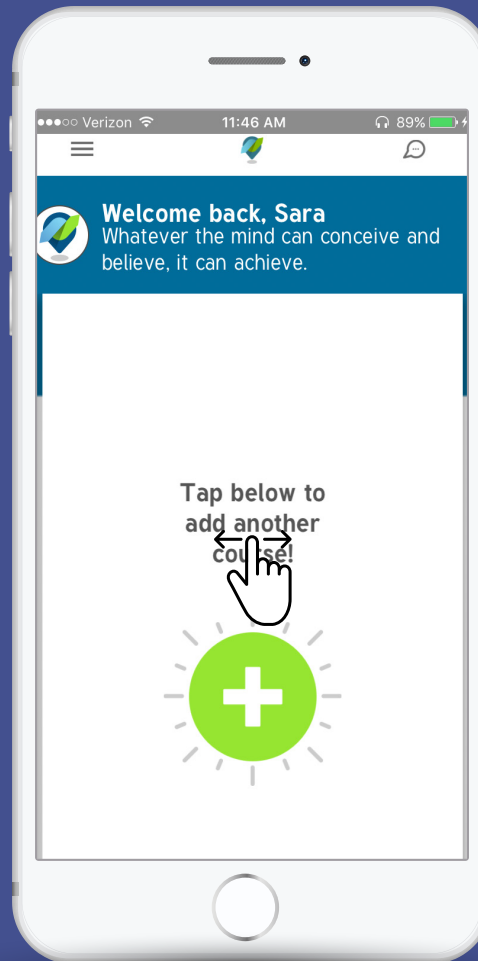 Verizon 11:46 AM 89%
Welcome back, Sara
Whatever the mind can conceive and
believe, it can achieve.
Tap below to
add another
course!